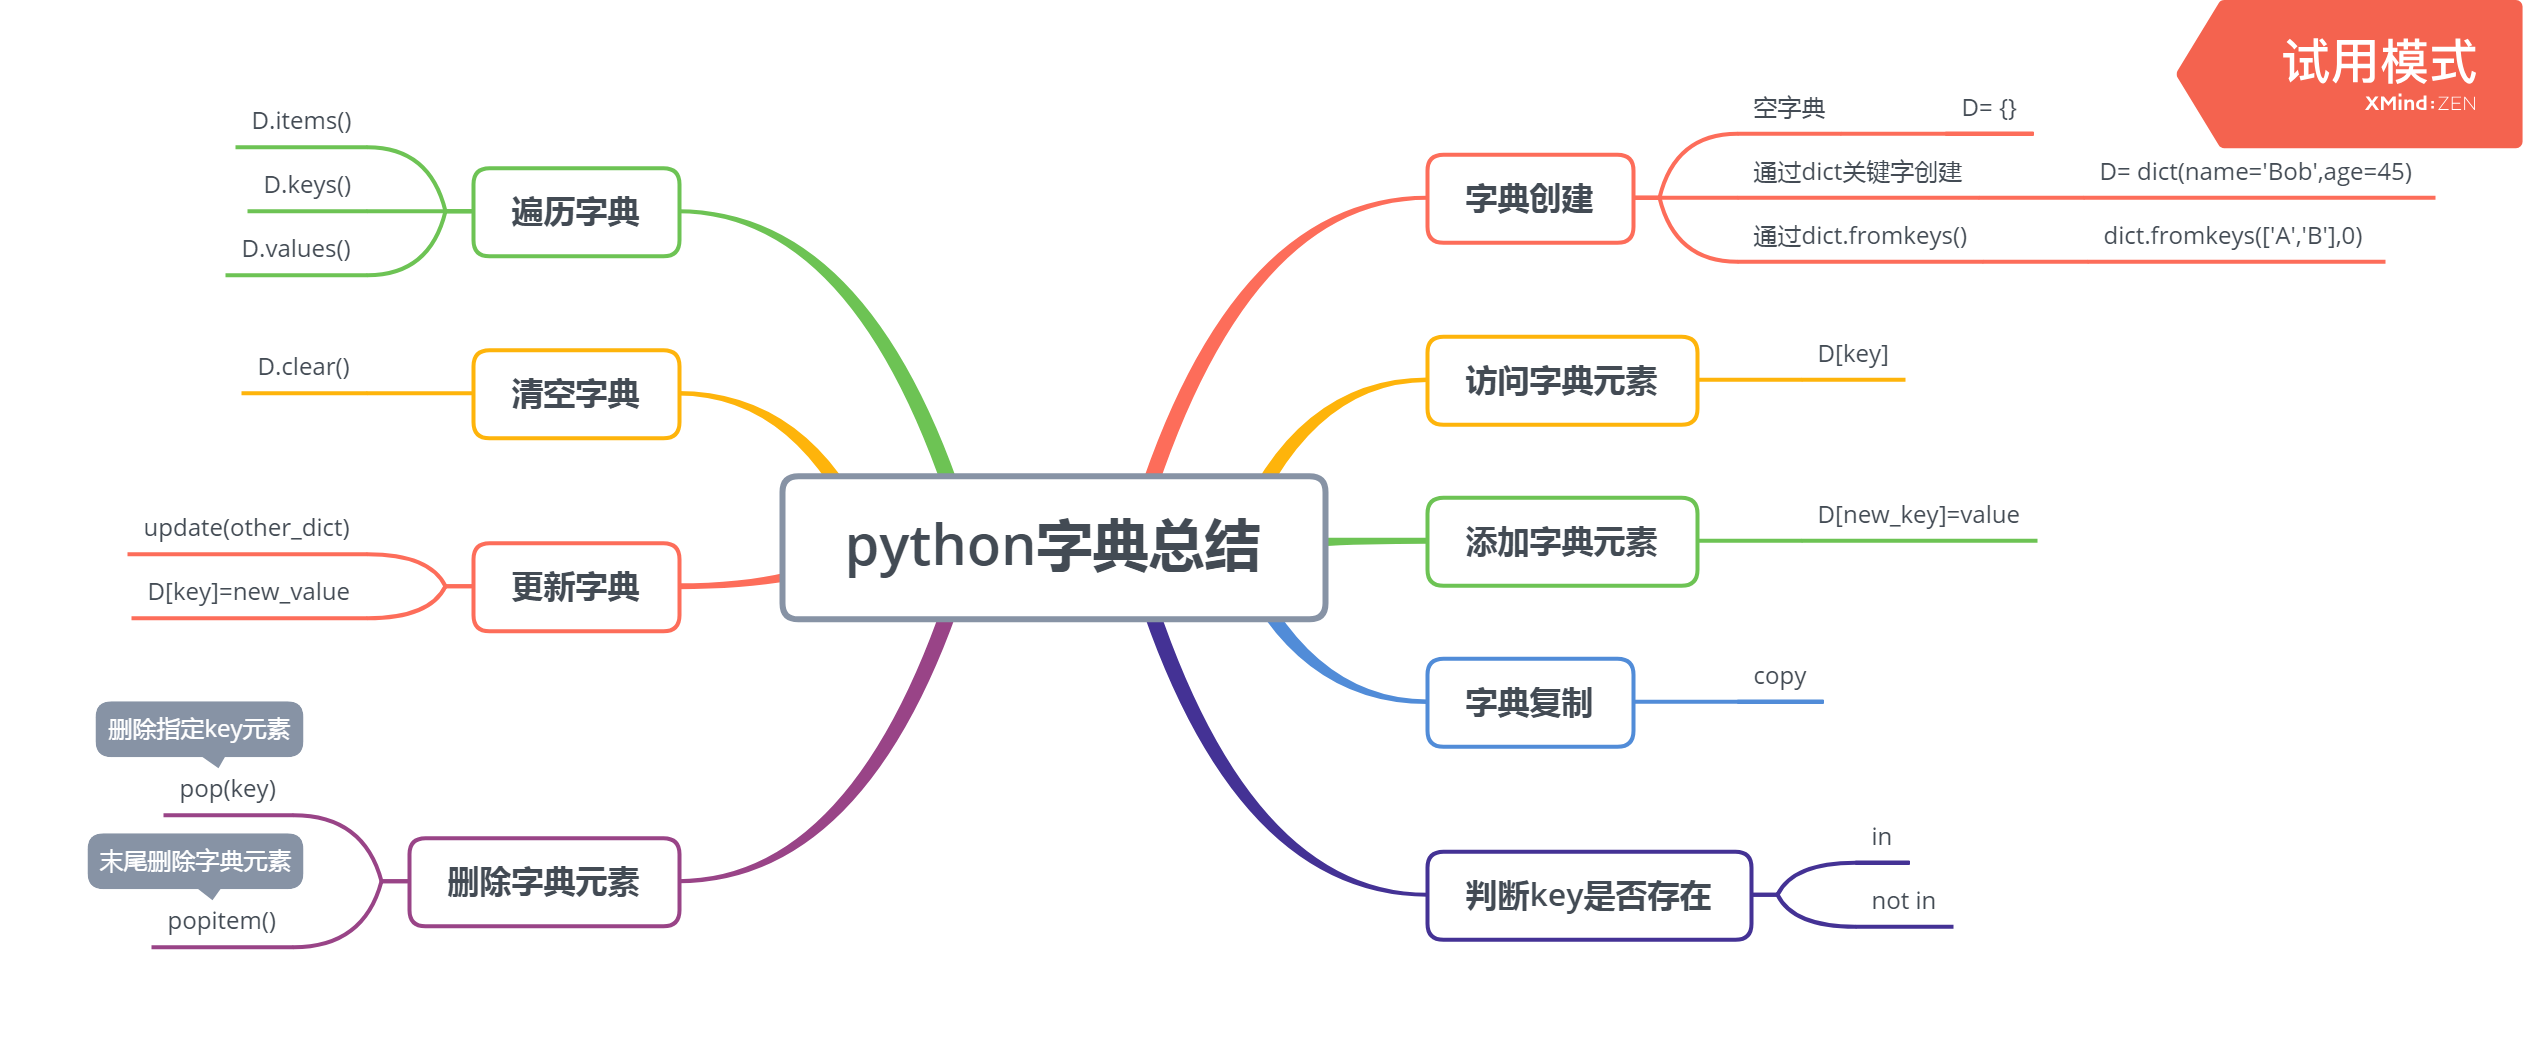 试用模式
XMind:ZEN
python字典总结
字典创建
空字典
D= {}
通过dict关键字创建
D= dict(name='Bob',age=45)
通过dict.fromkeys()
dict.fromkeys(['A','B'],0)
访问字典元素
D[key]
添加字典元素
D[new_key]=value
字典复制
copy
判断key是否存在
in
not in
遍历字典
D.items()
D.keys()
D.values()
清空字典
D.clear()
更新字典
update(other_dict)
D[key]=new_value
删除字典元素
删除指定key元素
pop(key)
末尾删除字典元素
popitem()